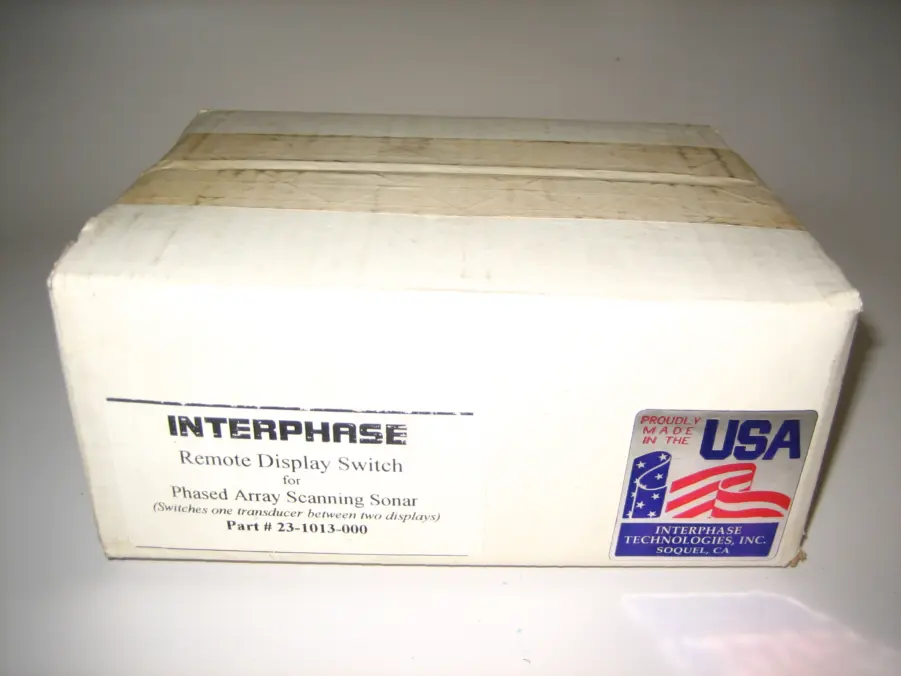 INTERPHASE
Remote Display Switch
for
Phased Array Scanning Sonar
(Switches one transducer between two displays)
Part # 23-1013-000
PROUDLY
MADE
IN THE
USA
INTERPHASE
TECHNOLOGIES, INC.
SOQUEL, CA